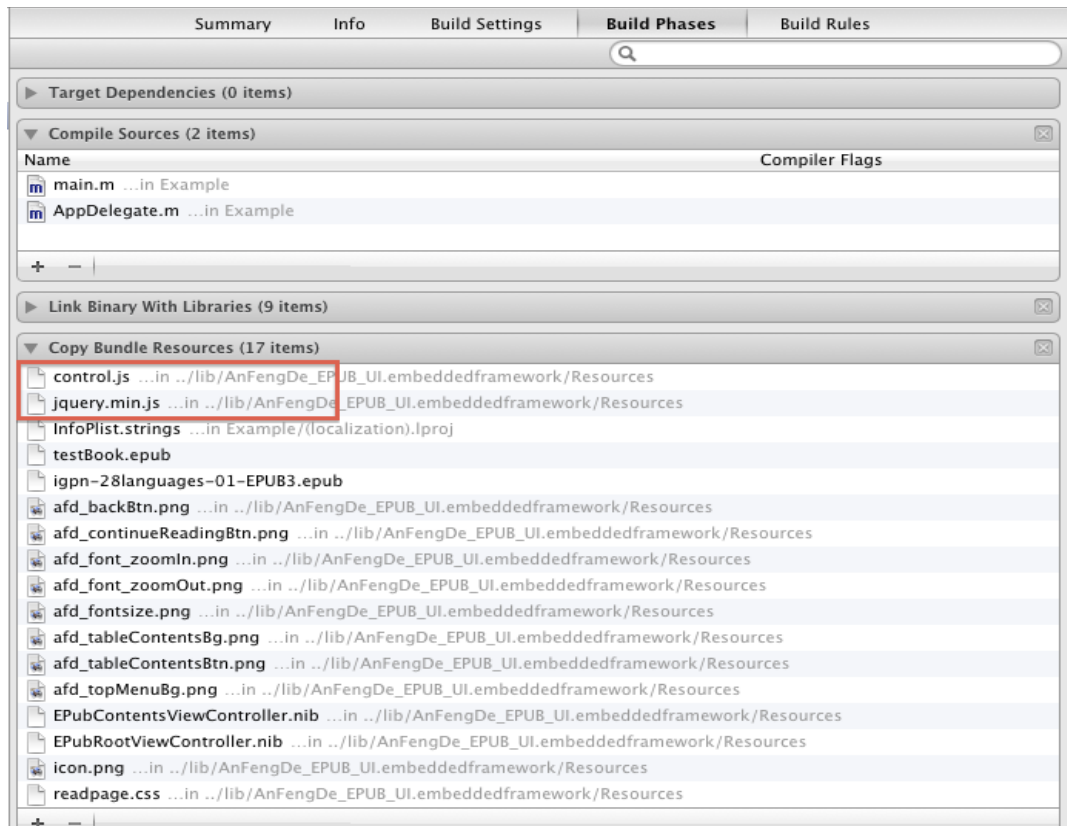 Summary Info Build Settings Build Phases Build Rules
Target Dependencies (0 items)
Compile Sources (2 items)
Name Compiler Flags
main.m ...in Example
AppDelegate.m ...in Example
+ −
Link Binary With Libraries (9 items)
Copy Bundle Resources (17 items)
control.js ...in ../lib/AnFengDe_EPUB_UI.embeddedframework/Resources
jquery.min.js ...in ../lib/AnFengDe_EPUB_UI.embeddedframework/Resources
InfoPlist.strings ...in Example/(localization).lproj
testBook.epub
igpn-28languages-01-EPUB3.epub
afd_backBtn.png ...in ../lib/AnFengDe_EPUB_UI.embeddedframework/Resources
afd_continueReadingBtn.png ...in ../lib/AnFengDe_EPUB_UI.embeddedframework/Resources
afd_font_zoomIn.png ...in ../lib/AnFengDe_EPUB_UI.embeddedframework/Resources
afd_font_zoomOut.png ...in ../lib/AnFengDe_EPUB_UI.embeddedframework/Resources
afd_fontsize.png ...in ../lib/AnFengDe_EPUB_UI.embeddedframework/Resources
afd_tableContentsBg.png ...in ../lib/AnFengDe_EPUB_UI.embeddedframework/Resources
afd_tableContentsBtn.png ...in ../lib/AnFengDe_EPUB_UI.embeddedframework/Resources
afd_topMenuBg.png ...in ../lib/AnFengDe_EPUB_UI.embeddedframework/Resources
EPubContentsViewController.nib ...in ../lib/AnFengDe_EPUB_UI.embeddedframework/Resources
EPubRootViewController.nib ...in ../lib/AnFengDe_EPUB_UI.embeddedframework/Resources
icon.png ...in ../lib/AnFengDe_EPUB_UI.embeddedframework/Resources
readpage.css ...in ../lib/AnFengDe_EPUB_UI.embeddedframework/Resources
+ −